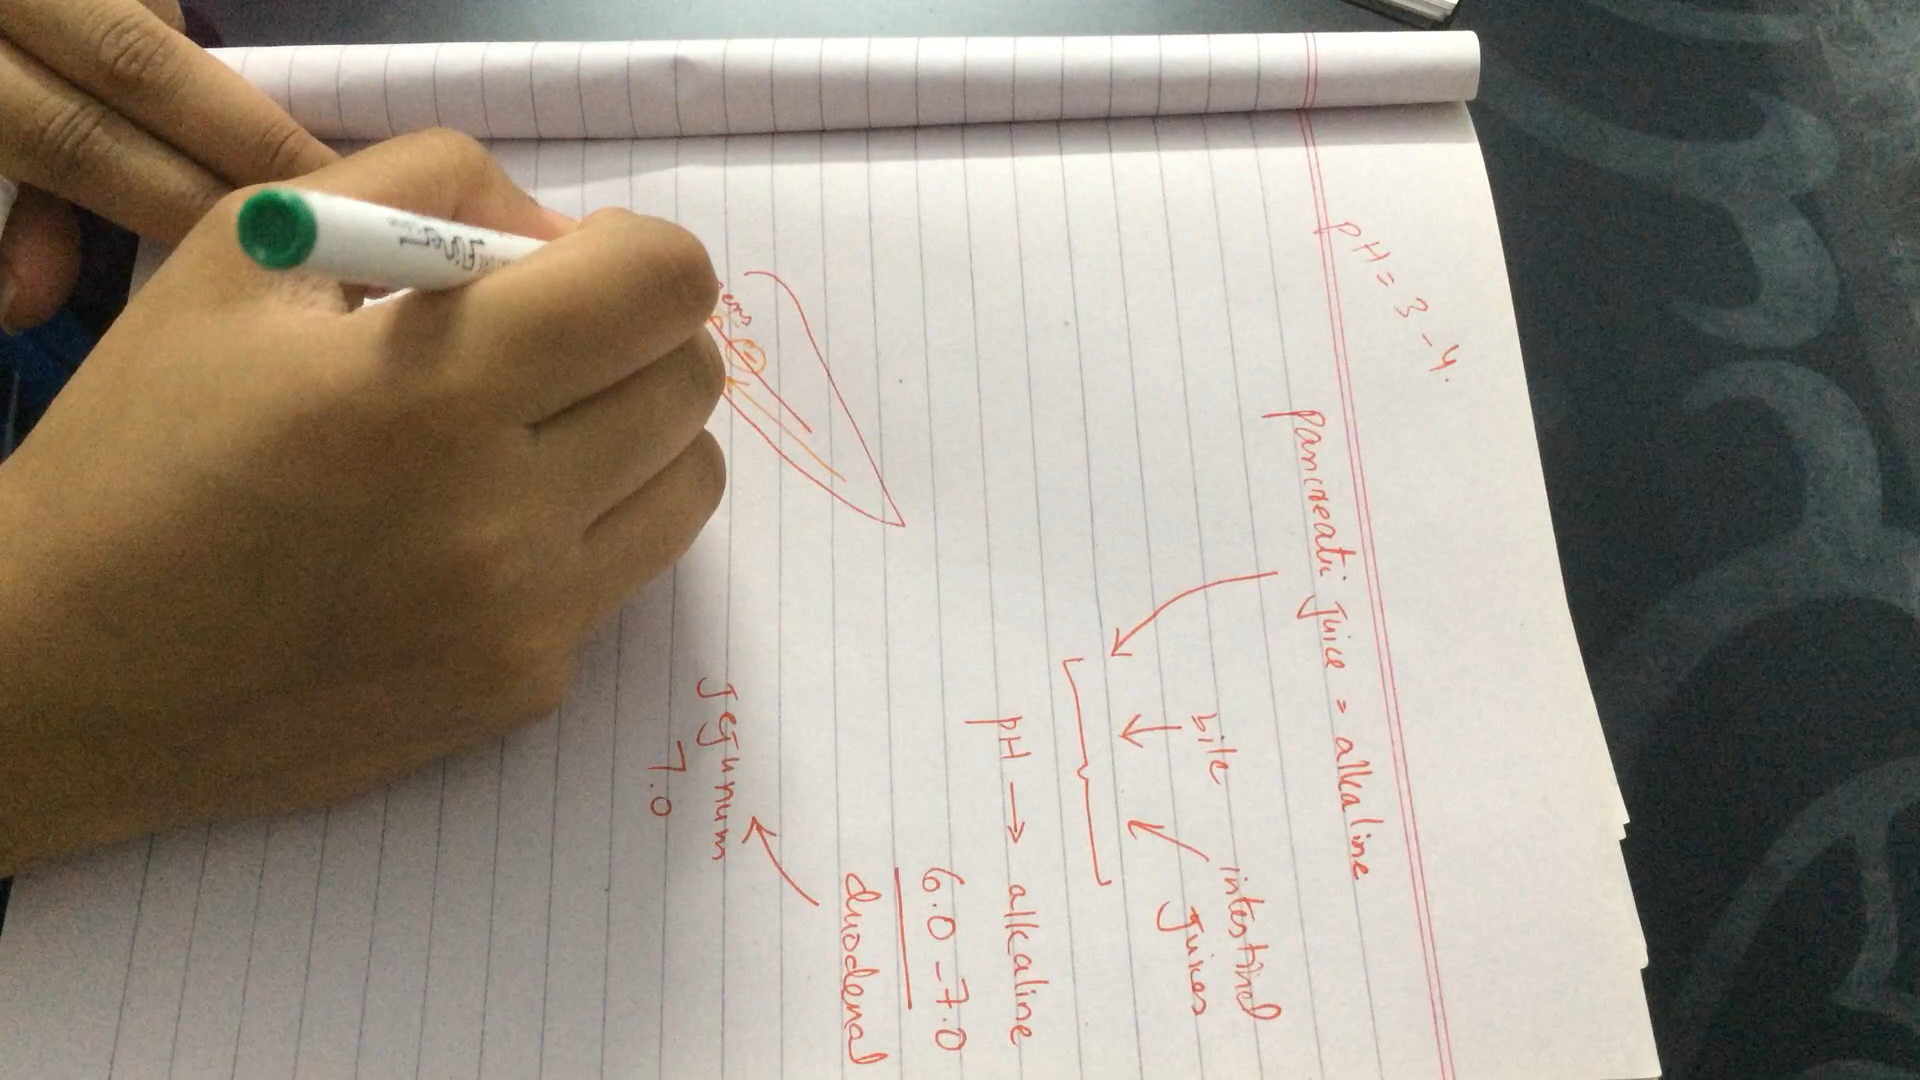 pH = 3 - 4.
pancreatic juice = alkaline
bile
intestinal
juices
pH → alkaline
6.0 - 7.0
duodenal
Jejunum
7.0